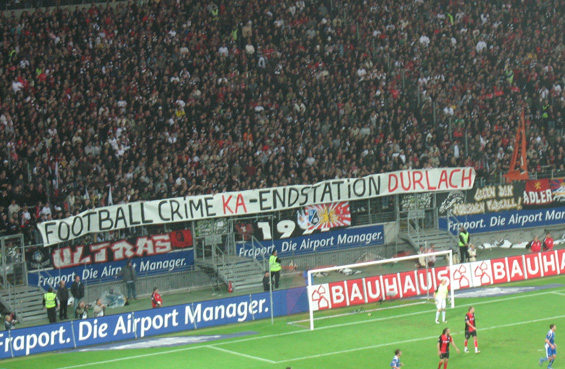 FOOTBALL CRIME KA-ENDSTATION DURLACH
ULTRAS
19
ADLER
Fraport. Die Airport Manager.
Fraport. Die Airport Manager.
Fraport. Die Airport Manager.
Fraport. Die Airport Manager.
BAUHAUS BAUHAUS